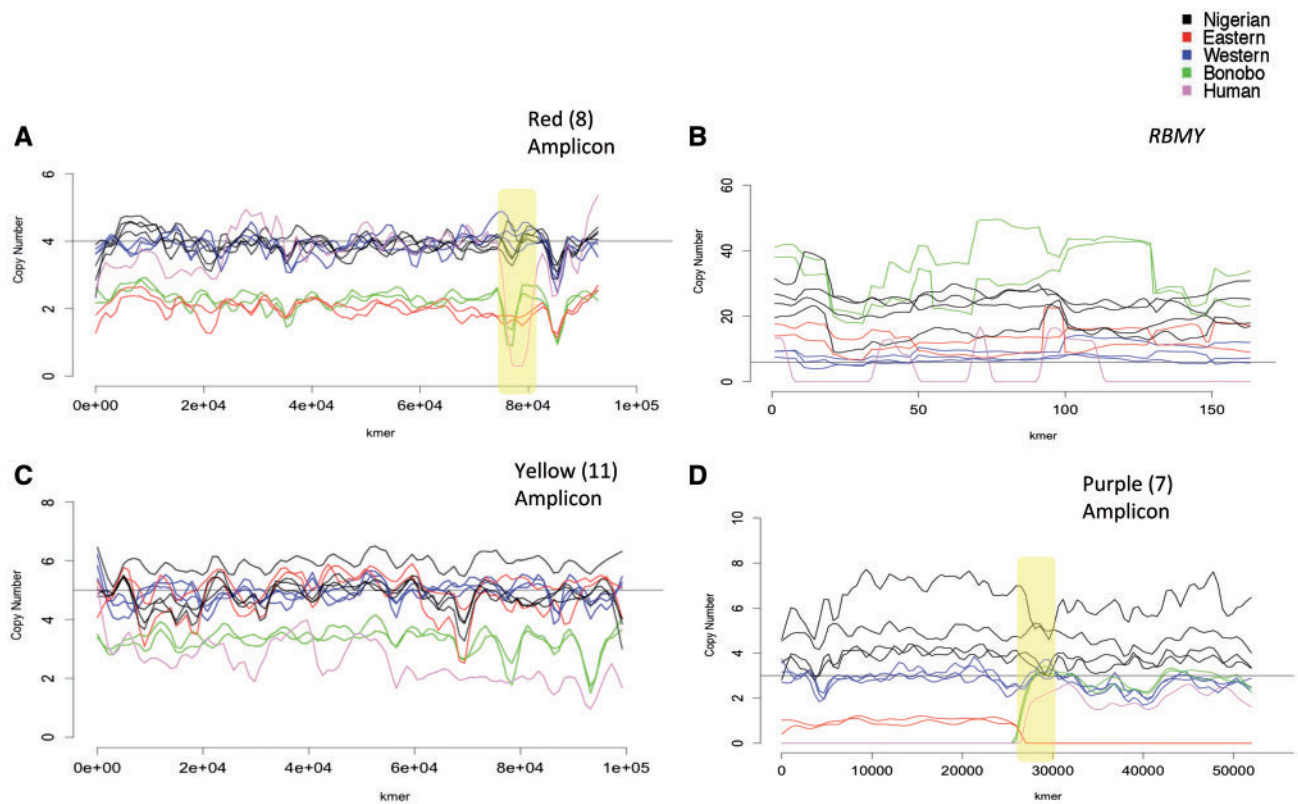 Nigerian
Eastern
Western
Bonobo
Human
A
Red (8)
Amplicon
Copy Number
6
4
2
0
0e+00 2e+04 4e+04 6e+04 8e+04 1e+05
kmer
B
RBMY
Copy Number
60
40
20
0
0 50 100 150
kmer
C
Yellow (11)
Amplicon
Copy Number
8
6
4
2
0
0e+00 2e+04 4e+04 6e+04 8e+04 1e+05
kmer
D
Purple (7)
Amplicon
Copy Number
10
8
6
4
2
0
0 10000 20000 30000 40000 50000
kmer